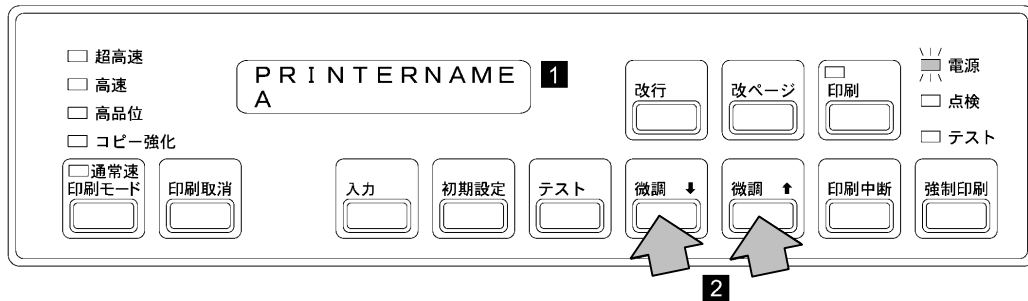 超高速
高速
高品位
コピー強化
通常速
印刷モード
印刷取消
PRINTERNAME
A
1
入力
初期設定
テスト
改行
改ページ
印刷
微調 ⬇
微調 ⬆
印刷中断
強制印刷
電源
点検
テスト
2